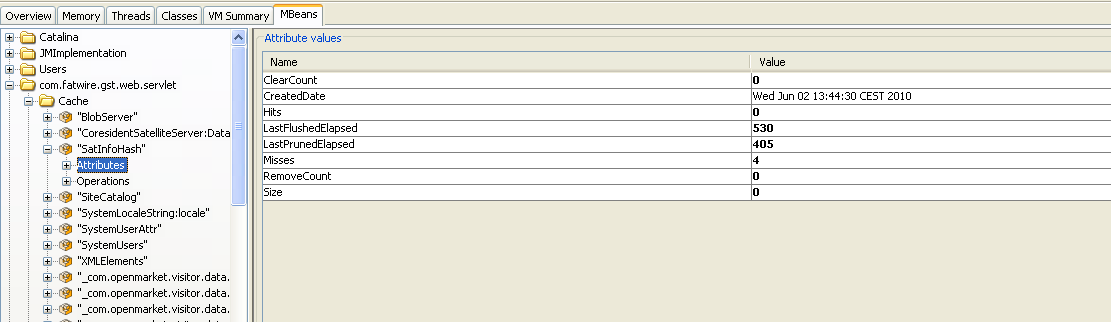 Overview Memory Threads Classes VM Summary MBeans
Catalina
JMImplementation
Users
com.fatwire.gst.web.servlet
Cache
"BlobServer"
"CoresidentSatelliteServer:Data
"SatInfoHash"
Attributes
Operations
"SiteCatalog"
"SystemLocaleString:locale"
"SystemUserAttr"
"SystemUsers"
"XMLElements"
"_com.openmarket.visitor.data.
"_com.openmarket.visitor.data.
"_com.openmarket.visitor.data.
Attribute values
Name Value
ClearCount 0
CreatedDate Wed Jun 02 13:44:30 CEST 2010
Hits 0
LastFlushedElapsed 530
LastPrunedElapsed 405
Misses 4
RemoveCount 0
Size 0